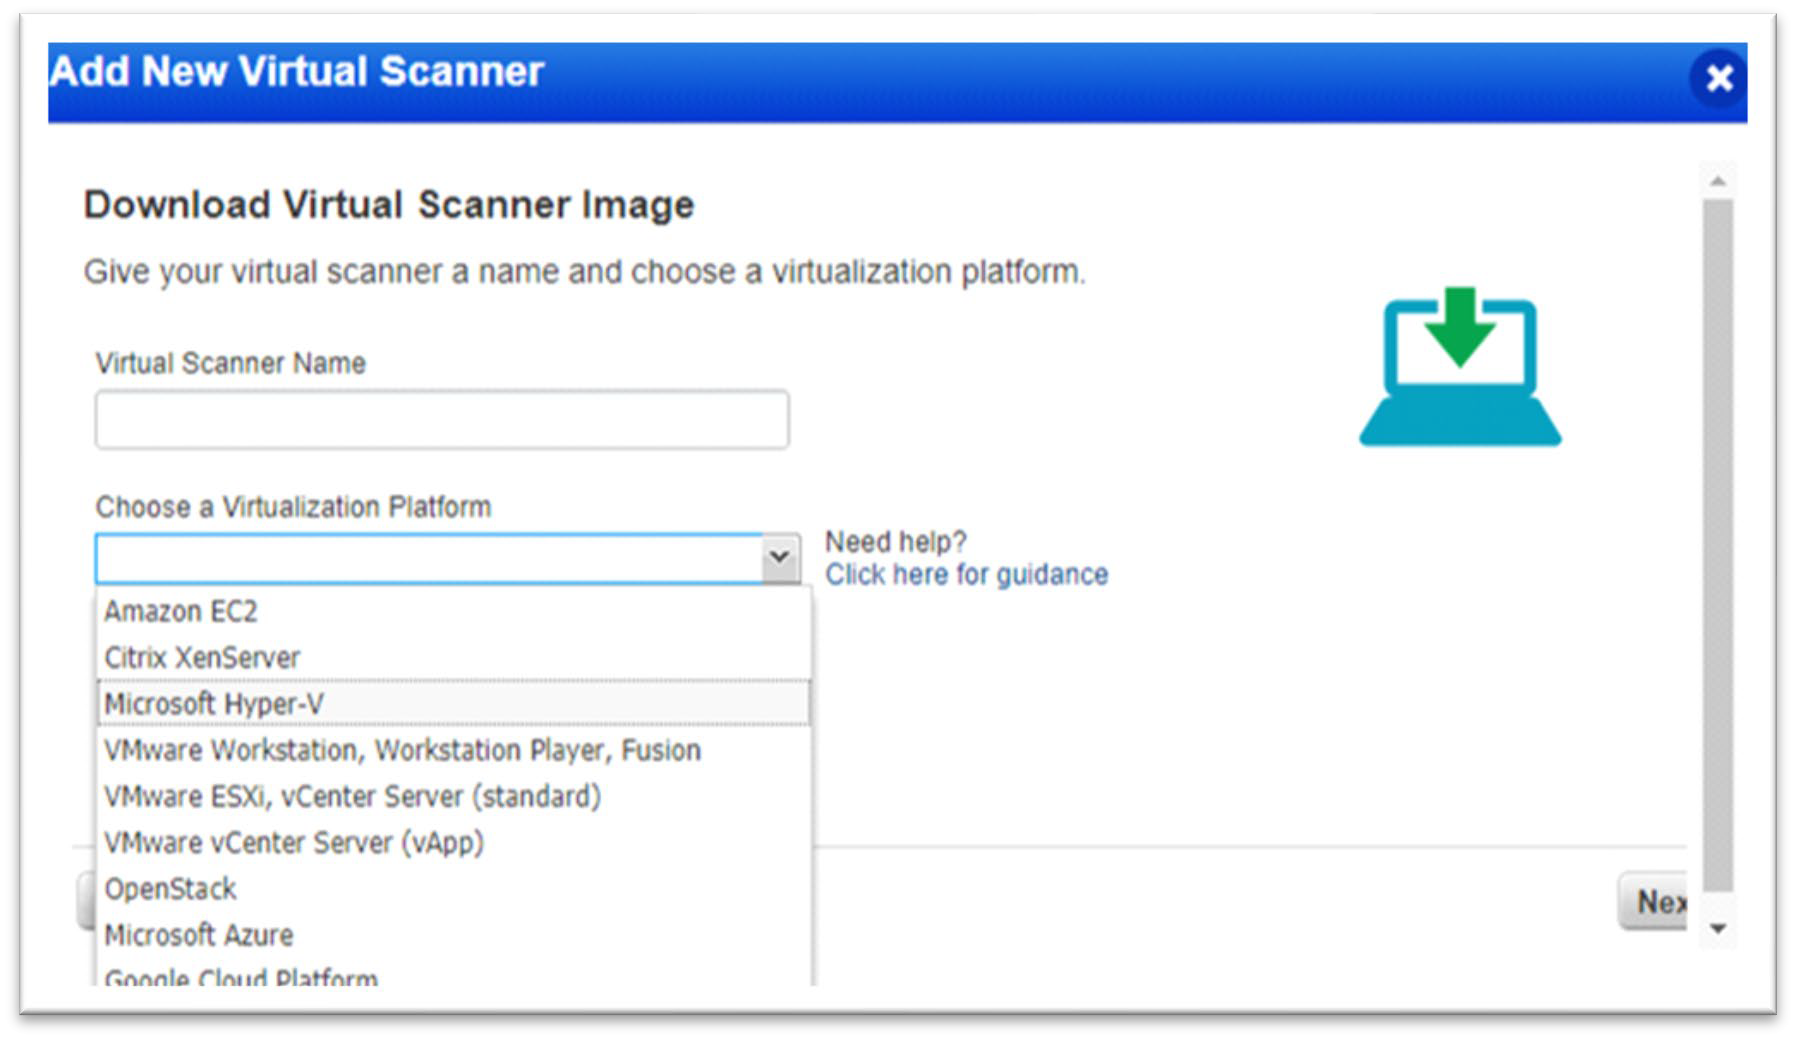 Add New Virtual Scanner
Download Virtual Scanner Image
Give your virtual scanner a name and choose a virtualization platform.
Virtual Scanner Name
Choose a Virtualization Platform
Need help?
Click here for guidance
Amazon EC2
Citrix XenServer
Microsoft Hyper-V
VMware Workstation, Workstation Player, Fusion
VMware ESXi, vCenter Server (standard)
VMware vCenter Server (vApp)
OpenStack
Microsoft Azure
Google Cloud Platform
Nex